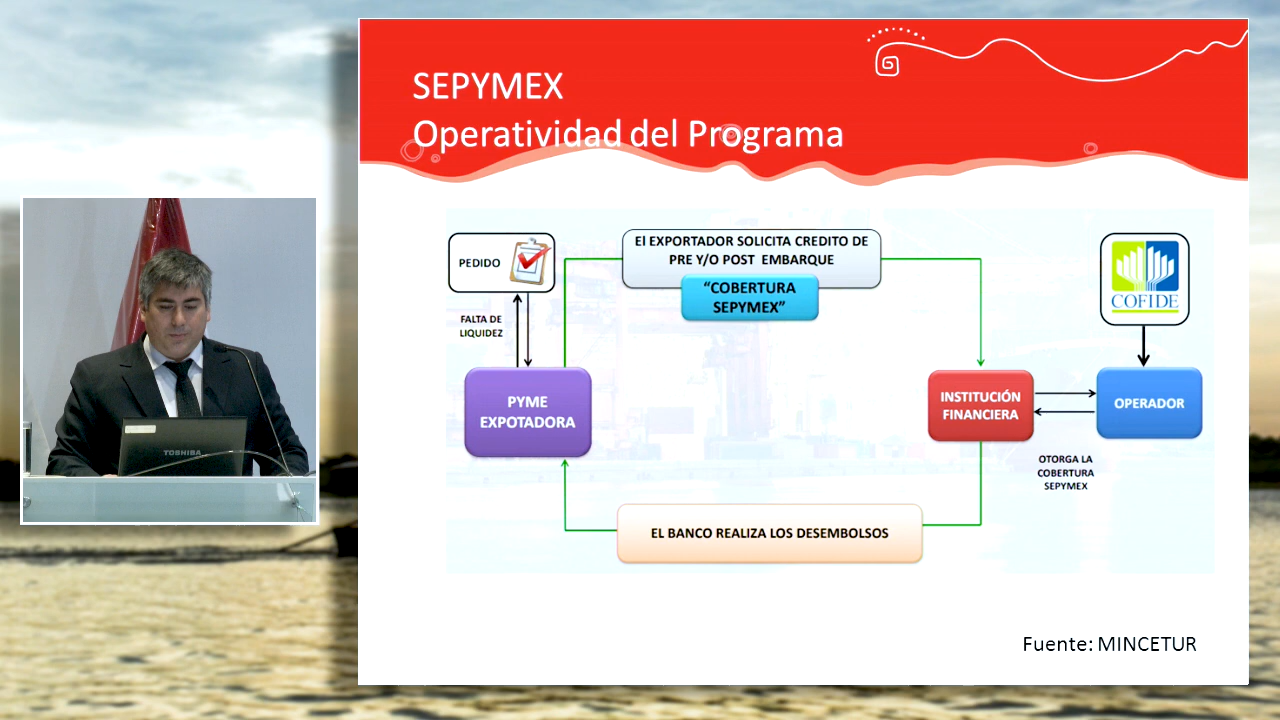 SEPYMEX
Operatividad del Programa
PEDIDO
El EXPORTADOR SOLICITA CREDITO DE
PRE Y/O POST EMBARQUE
“COBERTURA
SEPYMEX”
COFIDE
FALTA DE
LIQUIDEZ
PYME
EXPOTADORA
INSTITUCIÓN
FINANCIERA
OPERADOR
OTORGA LA
COBERTURA
SEPYMEX
EL BANCO REALIZA LOS DESEMBOLSOS
Fuente: MINCETUR
TOSHIBA